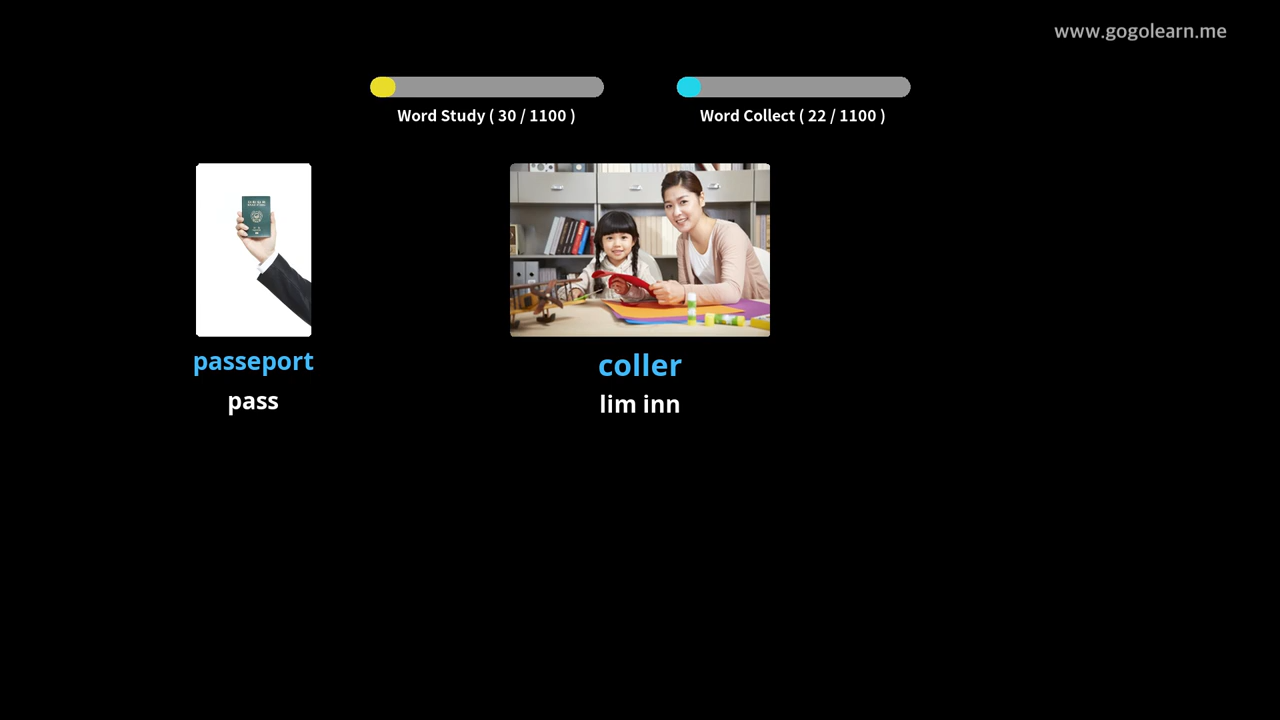 www.gogolearn.me
Word Study ( 30 / 1100 )
Word Collect ( 22 / 1100 )
passeport
pass
coller
lim inn